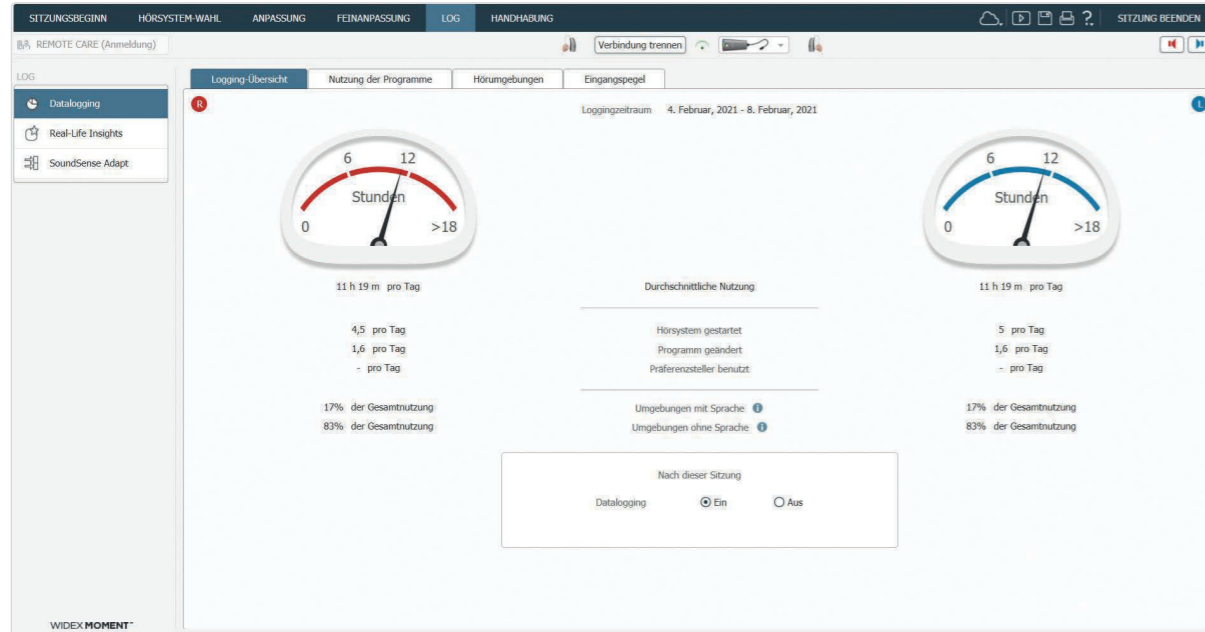 SITZUNGSBEGINN HÖRSYSTEM-WAHL ANPASSUNG FEINANPASSUNG LOG HANDHABUNG ? SITZUNG BEENDEN
REMOTE CARE (Anmeldung) Verbindung trennen
LOG
Datalogging
Real-Life Insights
SoundSense Adapt
Logging-Übersicht Nutzung der Programme Hörumgebungen Eingangspegel
R Loggingzeitraum 4. Februar, 2021 - 8. Februar, 2021 L
6 12 6 12
Stunden Stunden
0 >18 0 >18
11 h 19 m pro Tag Durchschnittliche Nutzung 11 h 19 m pro Tag
4,5 pro Tag Hörsystem gestartet 5 pro Tag
1,6 pro Tag Programm geändert 1,6 pro Tag
- pro Tag Präferenzsteller benutzt - pro Tag
17% der Gesamtnutzung Umgebungen mit Sprache i 17% der Gesamtnutzung
83% der Gesamtnutzung Umgebungen ohne Sprache i 83% der Gesamtnutzung
Nach dieser Sitzung
Datalogging Ein Aus
WIDEX MOMENT™